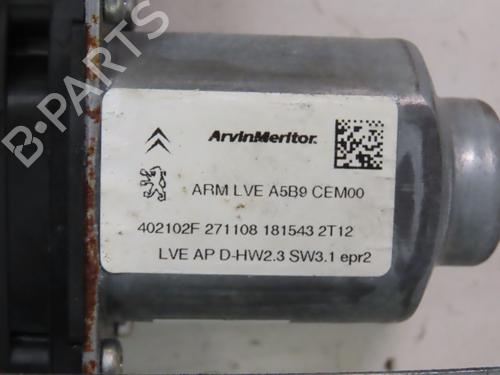 B-PARTS
ArvinMeritor.
ARM LVE A5B9 CEM00
402102F 271108 181543 2T12
LVE AP D-HW2.3 SW3.1 epr2